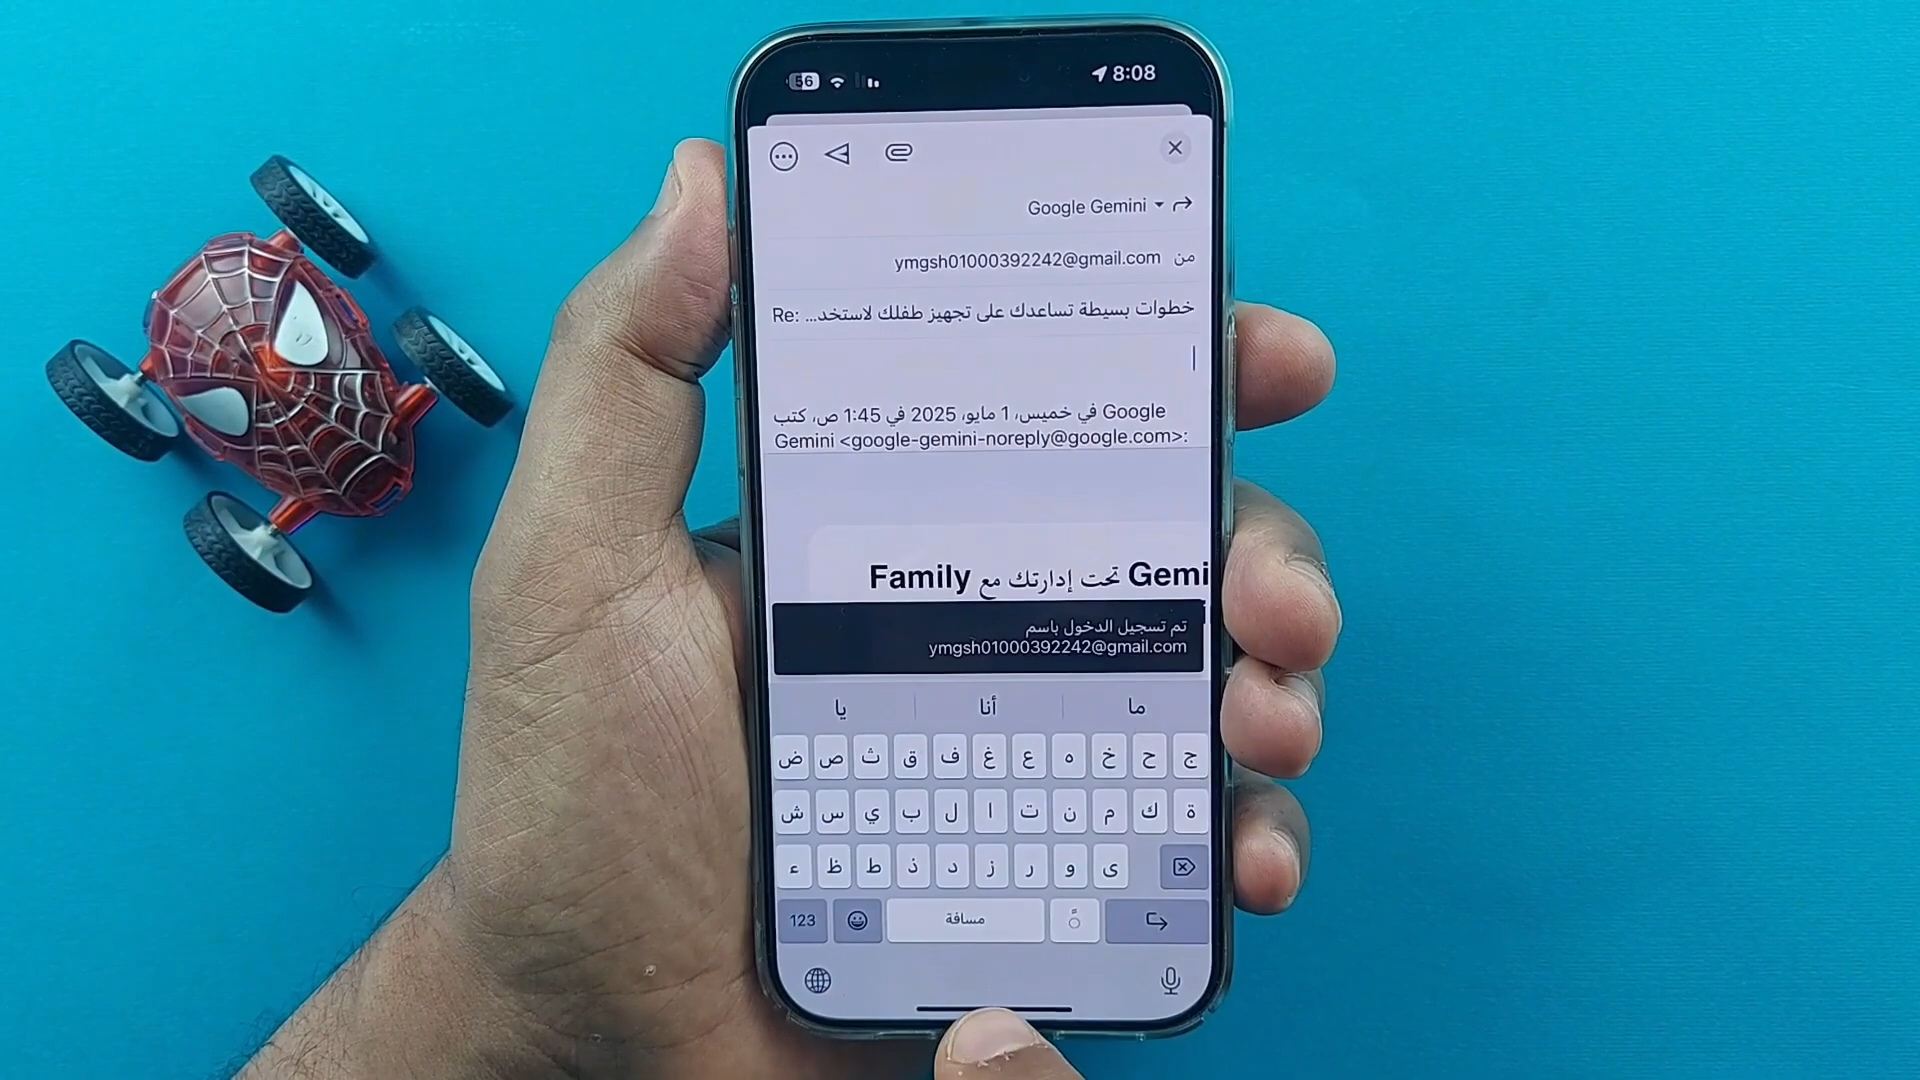 56
8:08
Google Gemini
من ymgsh01000392242@gmail.com
Re: خطوات بسيطة تساعدك على تجهيز طفلك لاستخد...
في خميس، 1 مايو، 2025 في 1:45 ص، كتب Google
Gemini <google-gemini-noreply@google.com>:
Gemi تحت إدارتك مع Family
تم تسجيل الدخول باسم
ymgsh01000392242@gmail.com
يا أنا ما
ض ص ث ق ف غ ع ه خ ح ج
ش س ي ب ل ا ت ن م ك ة
ء ظ ط ذ د ز ر و ى
123 مسافة